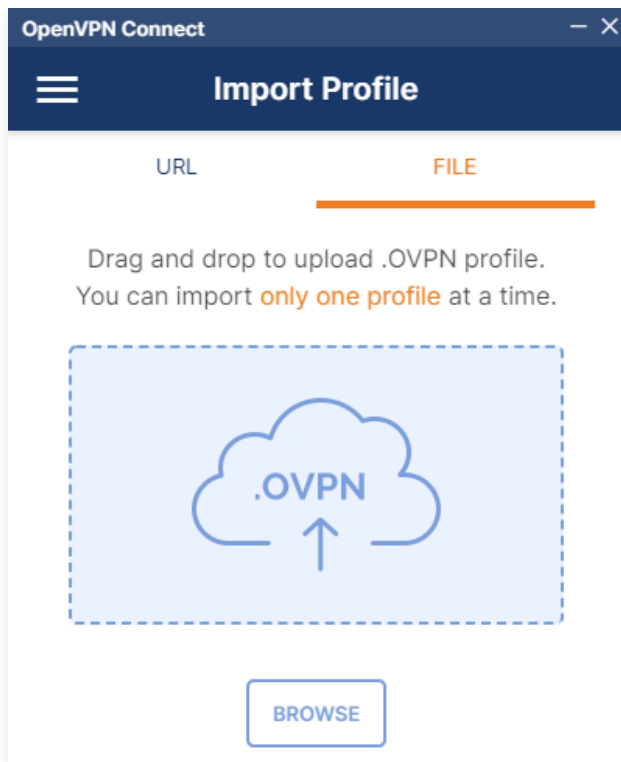 OpenVPN Connect
Import Profile
URL
FILE
Drag and drop to upload .OVPN profile.
You can import only one profile at a time.
.OVPN
BROWSE